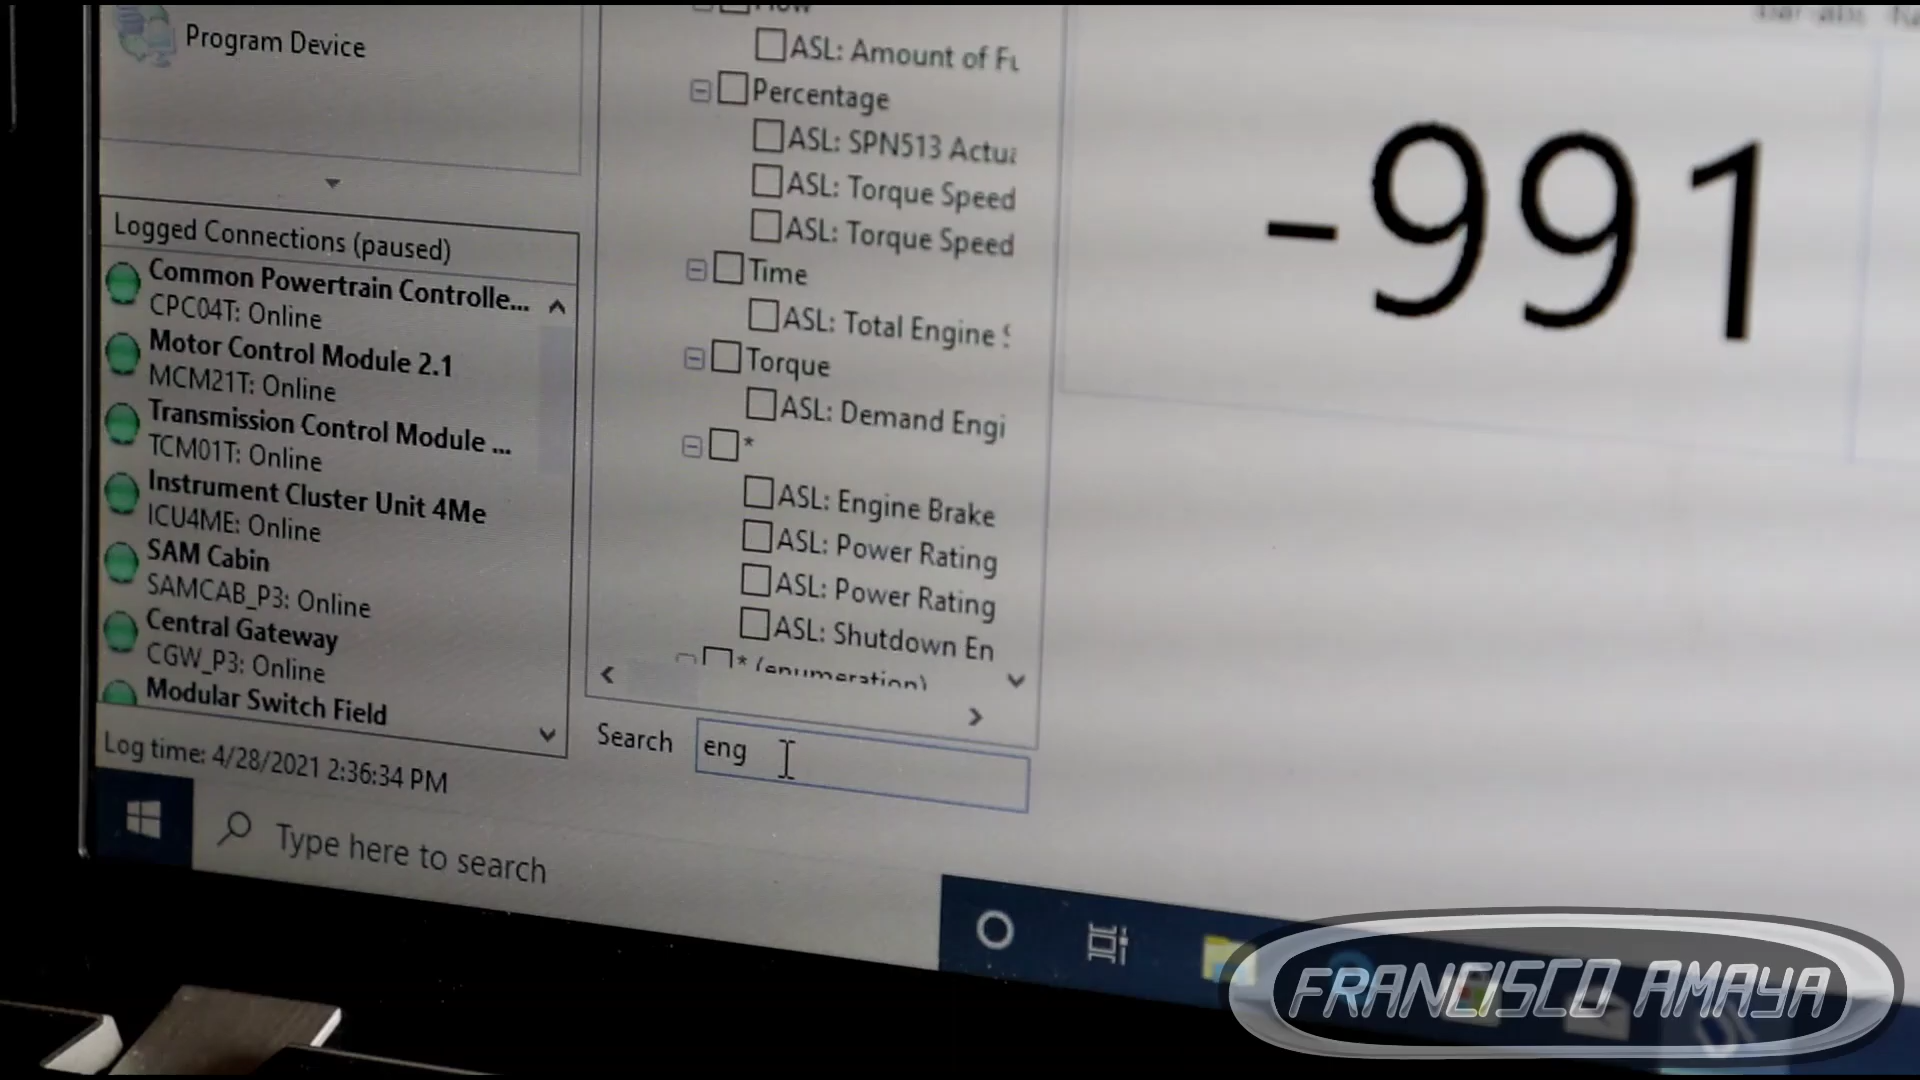 Program Device
Logged Connections (paused)
Common Powertrain Controlle...
CPC04T: Online
Motor Control Module 2.1
MCM21T: Online
Transmission Control Module ...
TCM01T: Online
Instrument Cluster Unit 4Me
ICU4ME: Online
SAM Cabin
SAMCAB_P3: Online
Central Gateway
CGW_P3: Online
Modular Switch Field
Log time: 4/28/2021 2:36:34 PM
ASL: Amount of Fu
Percentage
ASL: SPN513 Actua
ASL: Torque Speed
ASL: Torque Speed
Time
ASL: Total Engine S
Torque
ASL: Demand Engi
*
ASL: Engine Brake
ASL: Power Rating
ASL: Power Rating
ASL: Shutdown En
* (enumeration)
Search eng
-991
Type here to search
FRANCISCO AMAYA